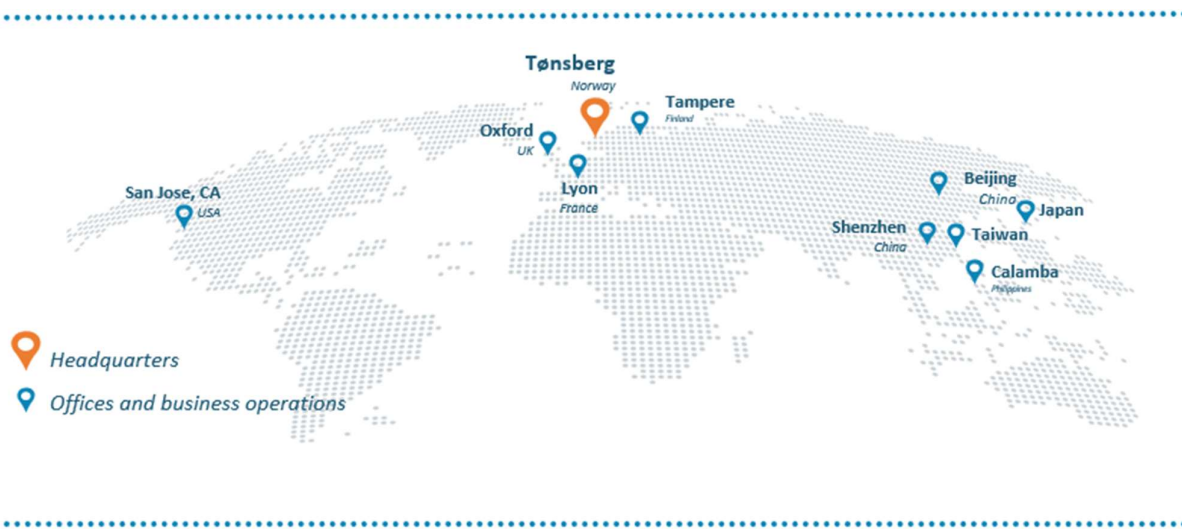 Tønsberg
Norway
Tampere
Finland
Oxford
UK
Lyon
France
San Jose, CA
USA
Beijing
China
Japan
Shenzhen
China
Taiwan
Calamba
Philippines
Headquarters
Offices and business operations